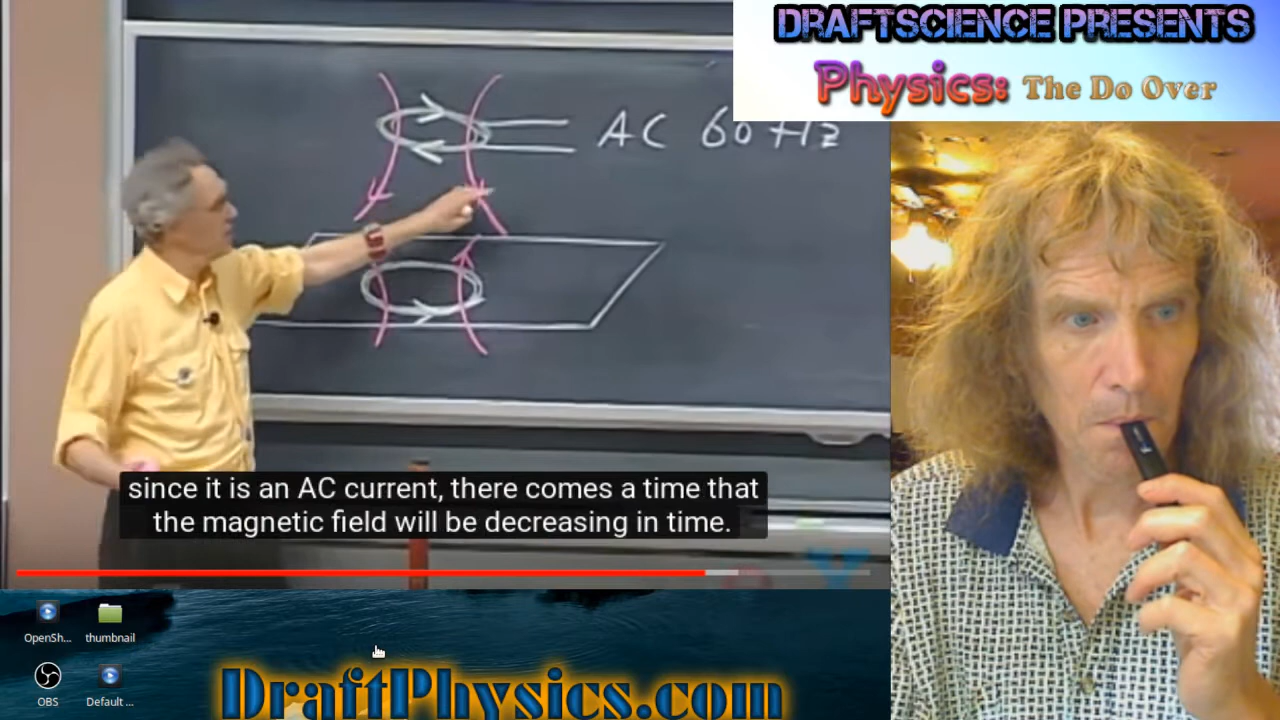 DRAFTSCIENCE PRESENTS
Physics: The Do Over
AC 60 Hz
since it is an AC current, there comes a time that
the magnetic field will be decreasing in time.
OpenSh...
thumbnail
OBS
Default ...
DraftPhysics.com